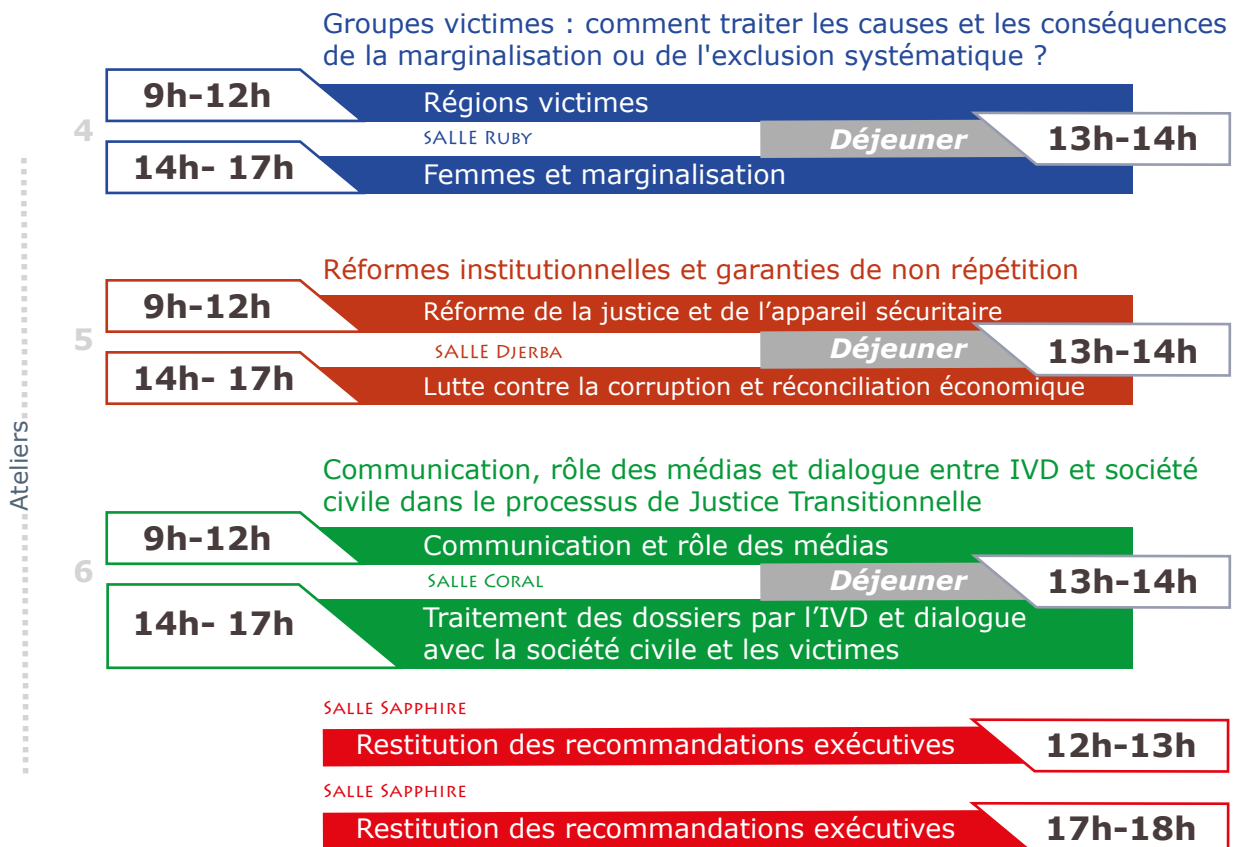 Groupes victimes : comment traiter les causes et les conséquences
de la marginalisation ou de l'exclusion systématique ?
9h-12h
Régions victimes
4
SALLE RUBY
Déjeuner
13h-14h
14h- 17h
Femmes et marginalisation
Réformes institutionnelles et garanties de non répétition
9h-12h
Réforme de la justice et de l’appareil sécuritaire
5
SALLE DJERBA
Déjeuner
13h-14h
14h- 17h
Lutte contre la corruption et réconciliation économique
Ateliers
Communication, rôle des médias et dialogue entre IVD et société
civile dans le processus de Justice Transitionnelle
9h-12h
Communication et rôle des médias
6
SALLE CORAL
Déjeuner
13h-14h
14h- 17h
Traitement des dossiers par l’IVD et dialogue
avec la société civile et les victimes
SALLE SAPPHIRE
Restitution des recommandations exécutives
12h-13h
SALLE SAPPHIRE
Restitution des recommandations exécutives
17h-18h